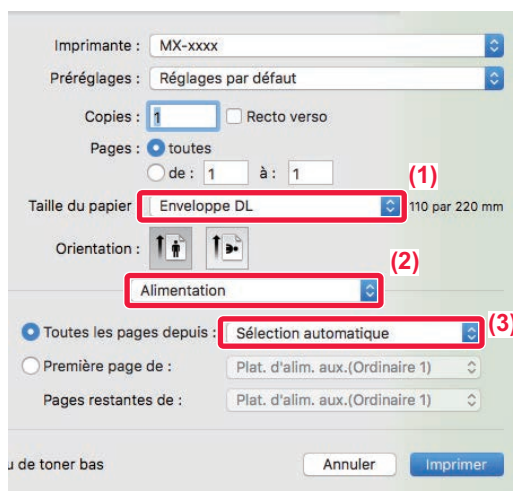 Imprimante : MX-xxxx
Préréglages : Réglages par défaut
Copies : 1 Recto verso
Pages : toutes
de : 1 à : 1
(1)
Taille du papier Enveloppe DL 110 par 220 mm
Orientation :
(2)
Alimentation
(3)
Toutes les pages depuis : Sélection automatique
Première page de : Plat. d'alim. aux.(Ordinaire 1)
Pages restantes de : Plat. d'alim. aux.(Ordinaire 1)
u de toner bas Annuler Imprimer